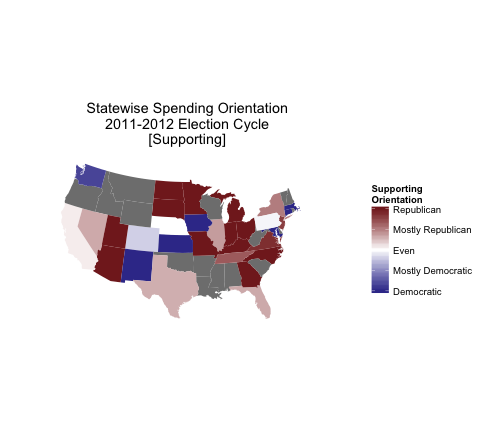 Statewise Spending Orientation
2011-2012 Election Cycle
[Supporting]
Supporting
Orientation
Republican
Mostly Republican
Even
Mostly Democratic
Democratic